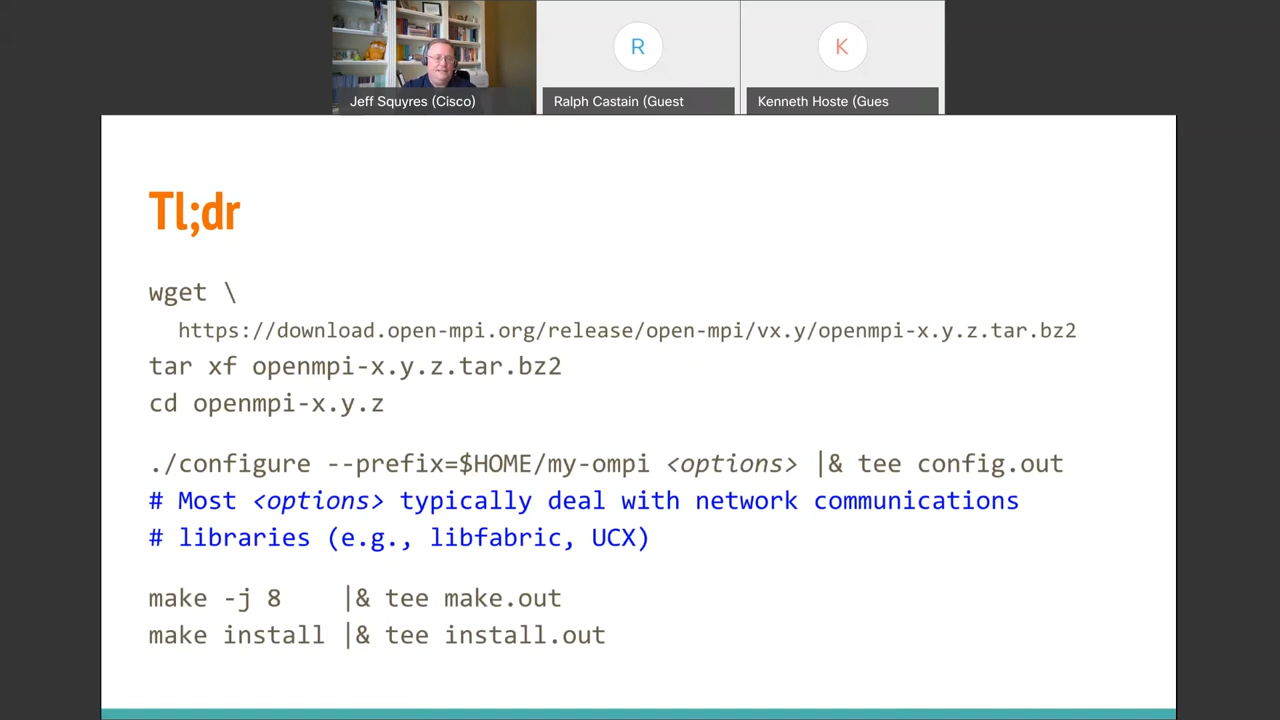 Jeff Squyres (Cisco)
R
Ralph Castain (Guest
K
Kenneth Hoste (Gues
Tl;dr
wget \
https://download.open-mpi.org/release/open-mpi/vx.y/openmpi-x.y.z.tar.bz2
tar xf openmpi-x.y.z.tar.bz2
cd openmpi-x.y.z
./configure --prefix=$HOME/my-ompi <options> |& tee config.out
# Most <options> typically deal with network communications
# libraries (e.g., libfabric, UCX)
make -j 8    |& tee make.out
make install |& tee install.out